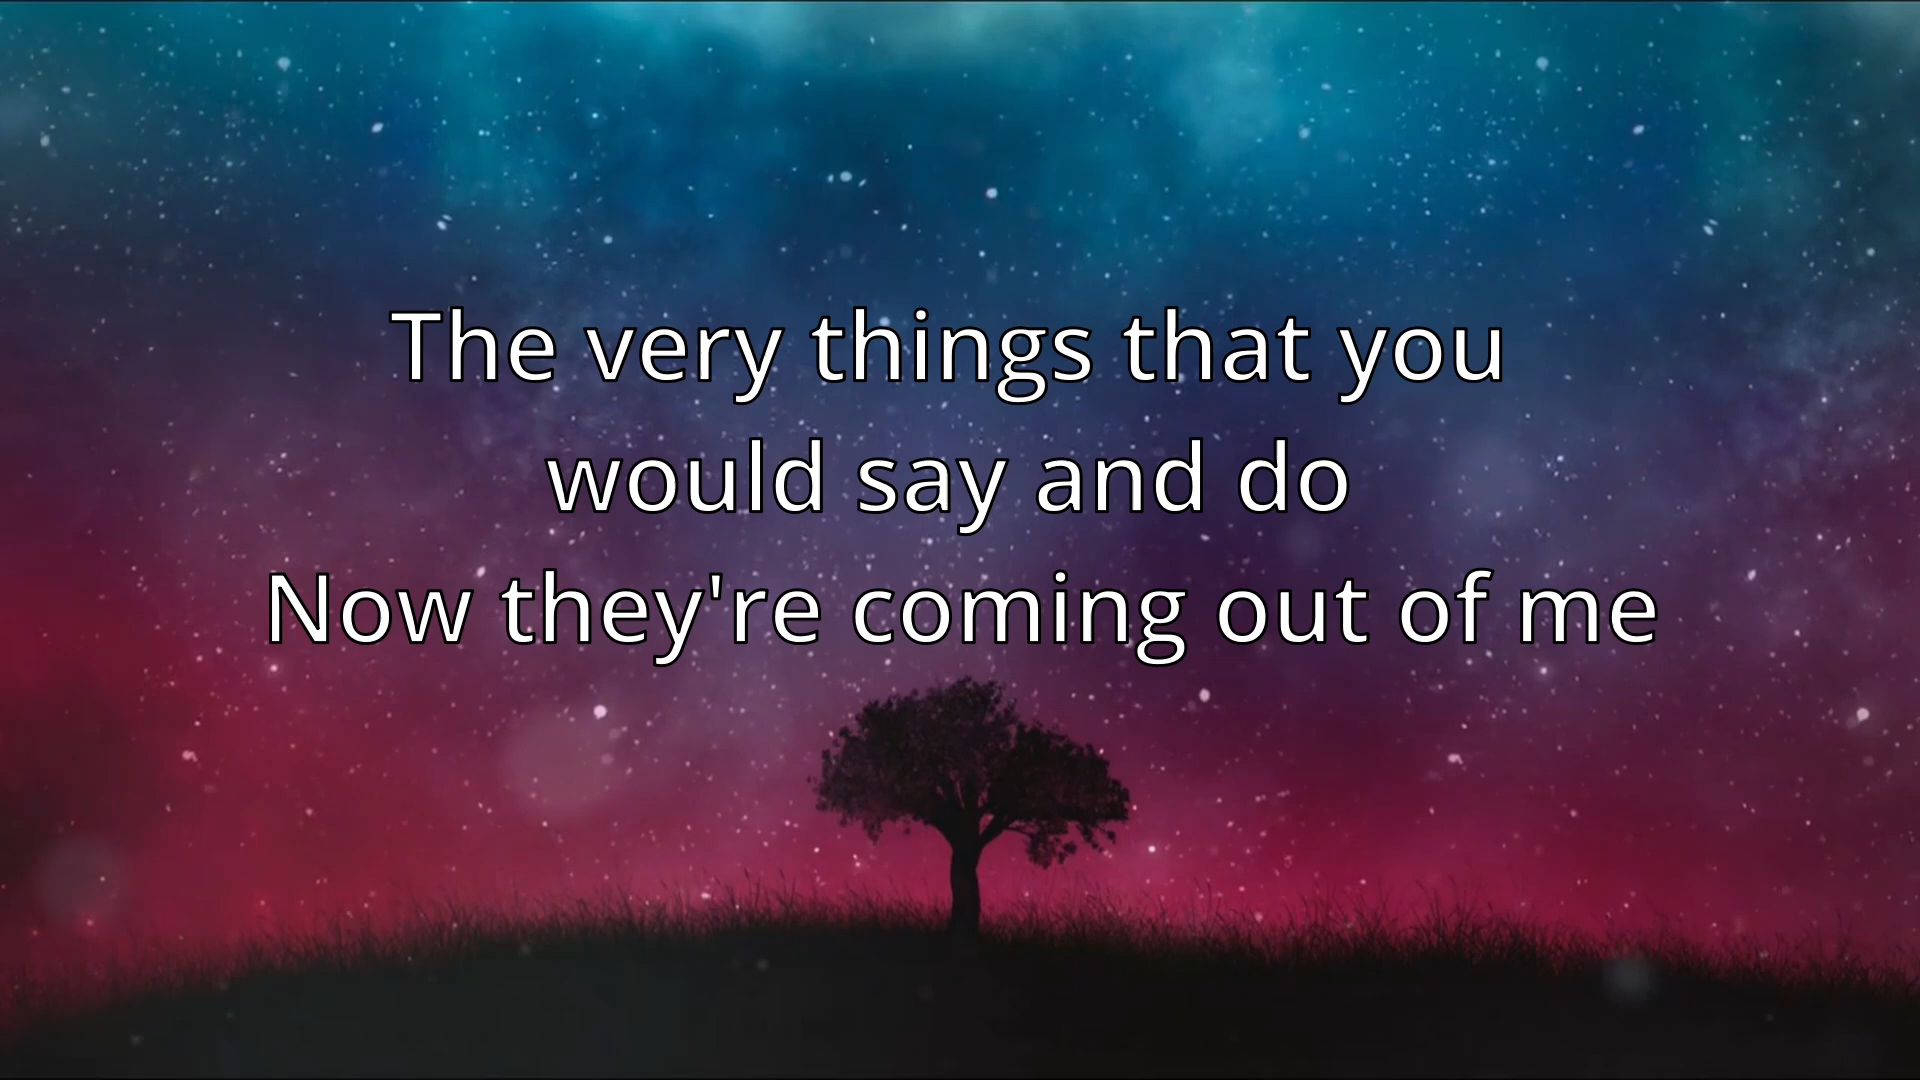 The very things that you
would say and do
Now they're coming out of me